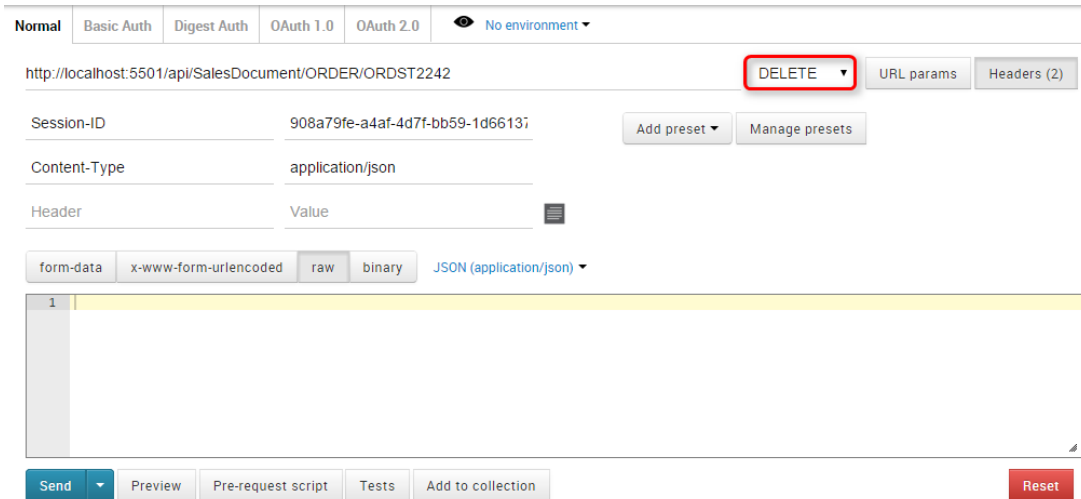 Normal Basic Auth Digest Auth OAuth 1.0 OAuth 2.0 No environment
http://localhost:5501/api/SalesDocument/ORDER/ORDST2242 DELETE URL params Headers (2)
Session-ID 908a79fe-a4af-4d7f-bb59-1d66137 Add preset Manage presets
Content-Type application/json
Header Value
form-data x-www-form-urlencoded raw binary JSON (application/json)
1
Send Preview Pre-request script Tests Add to collection Reset